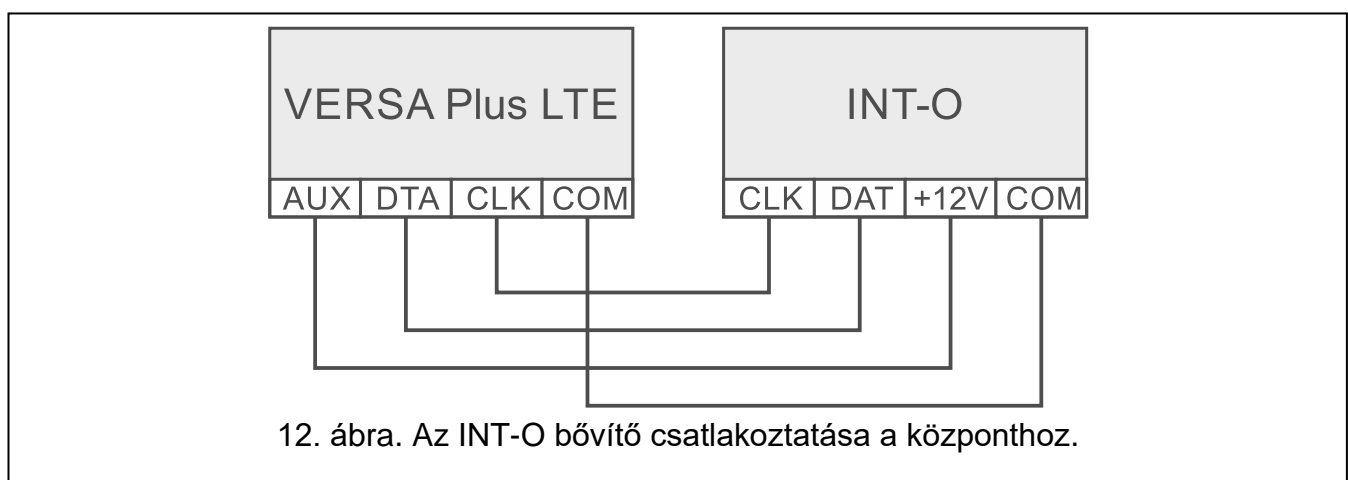 VERSA Plus LTE
INT-O
AUX DTA CLK COM
CLK DAT +12V COM
12. ábra. Az INT-O bővítő csatlakoztatása a központhoz.